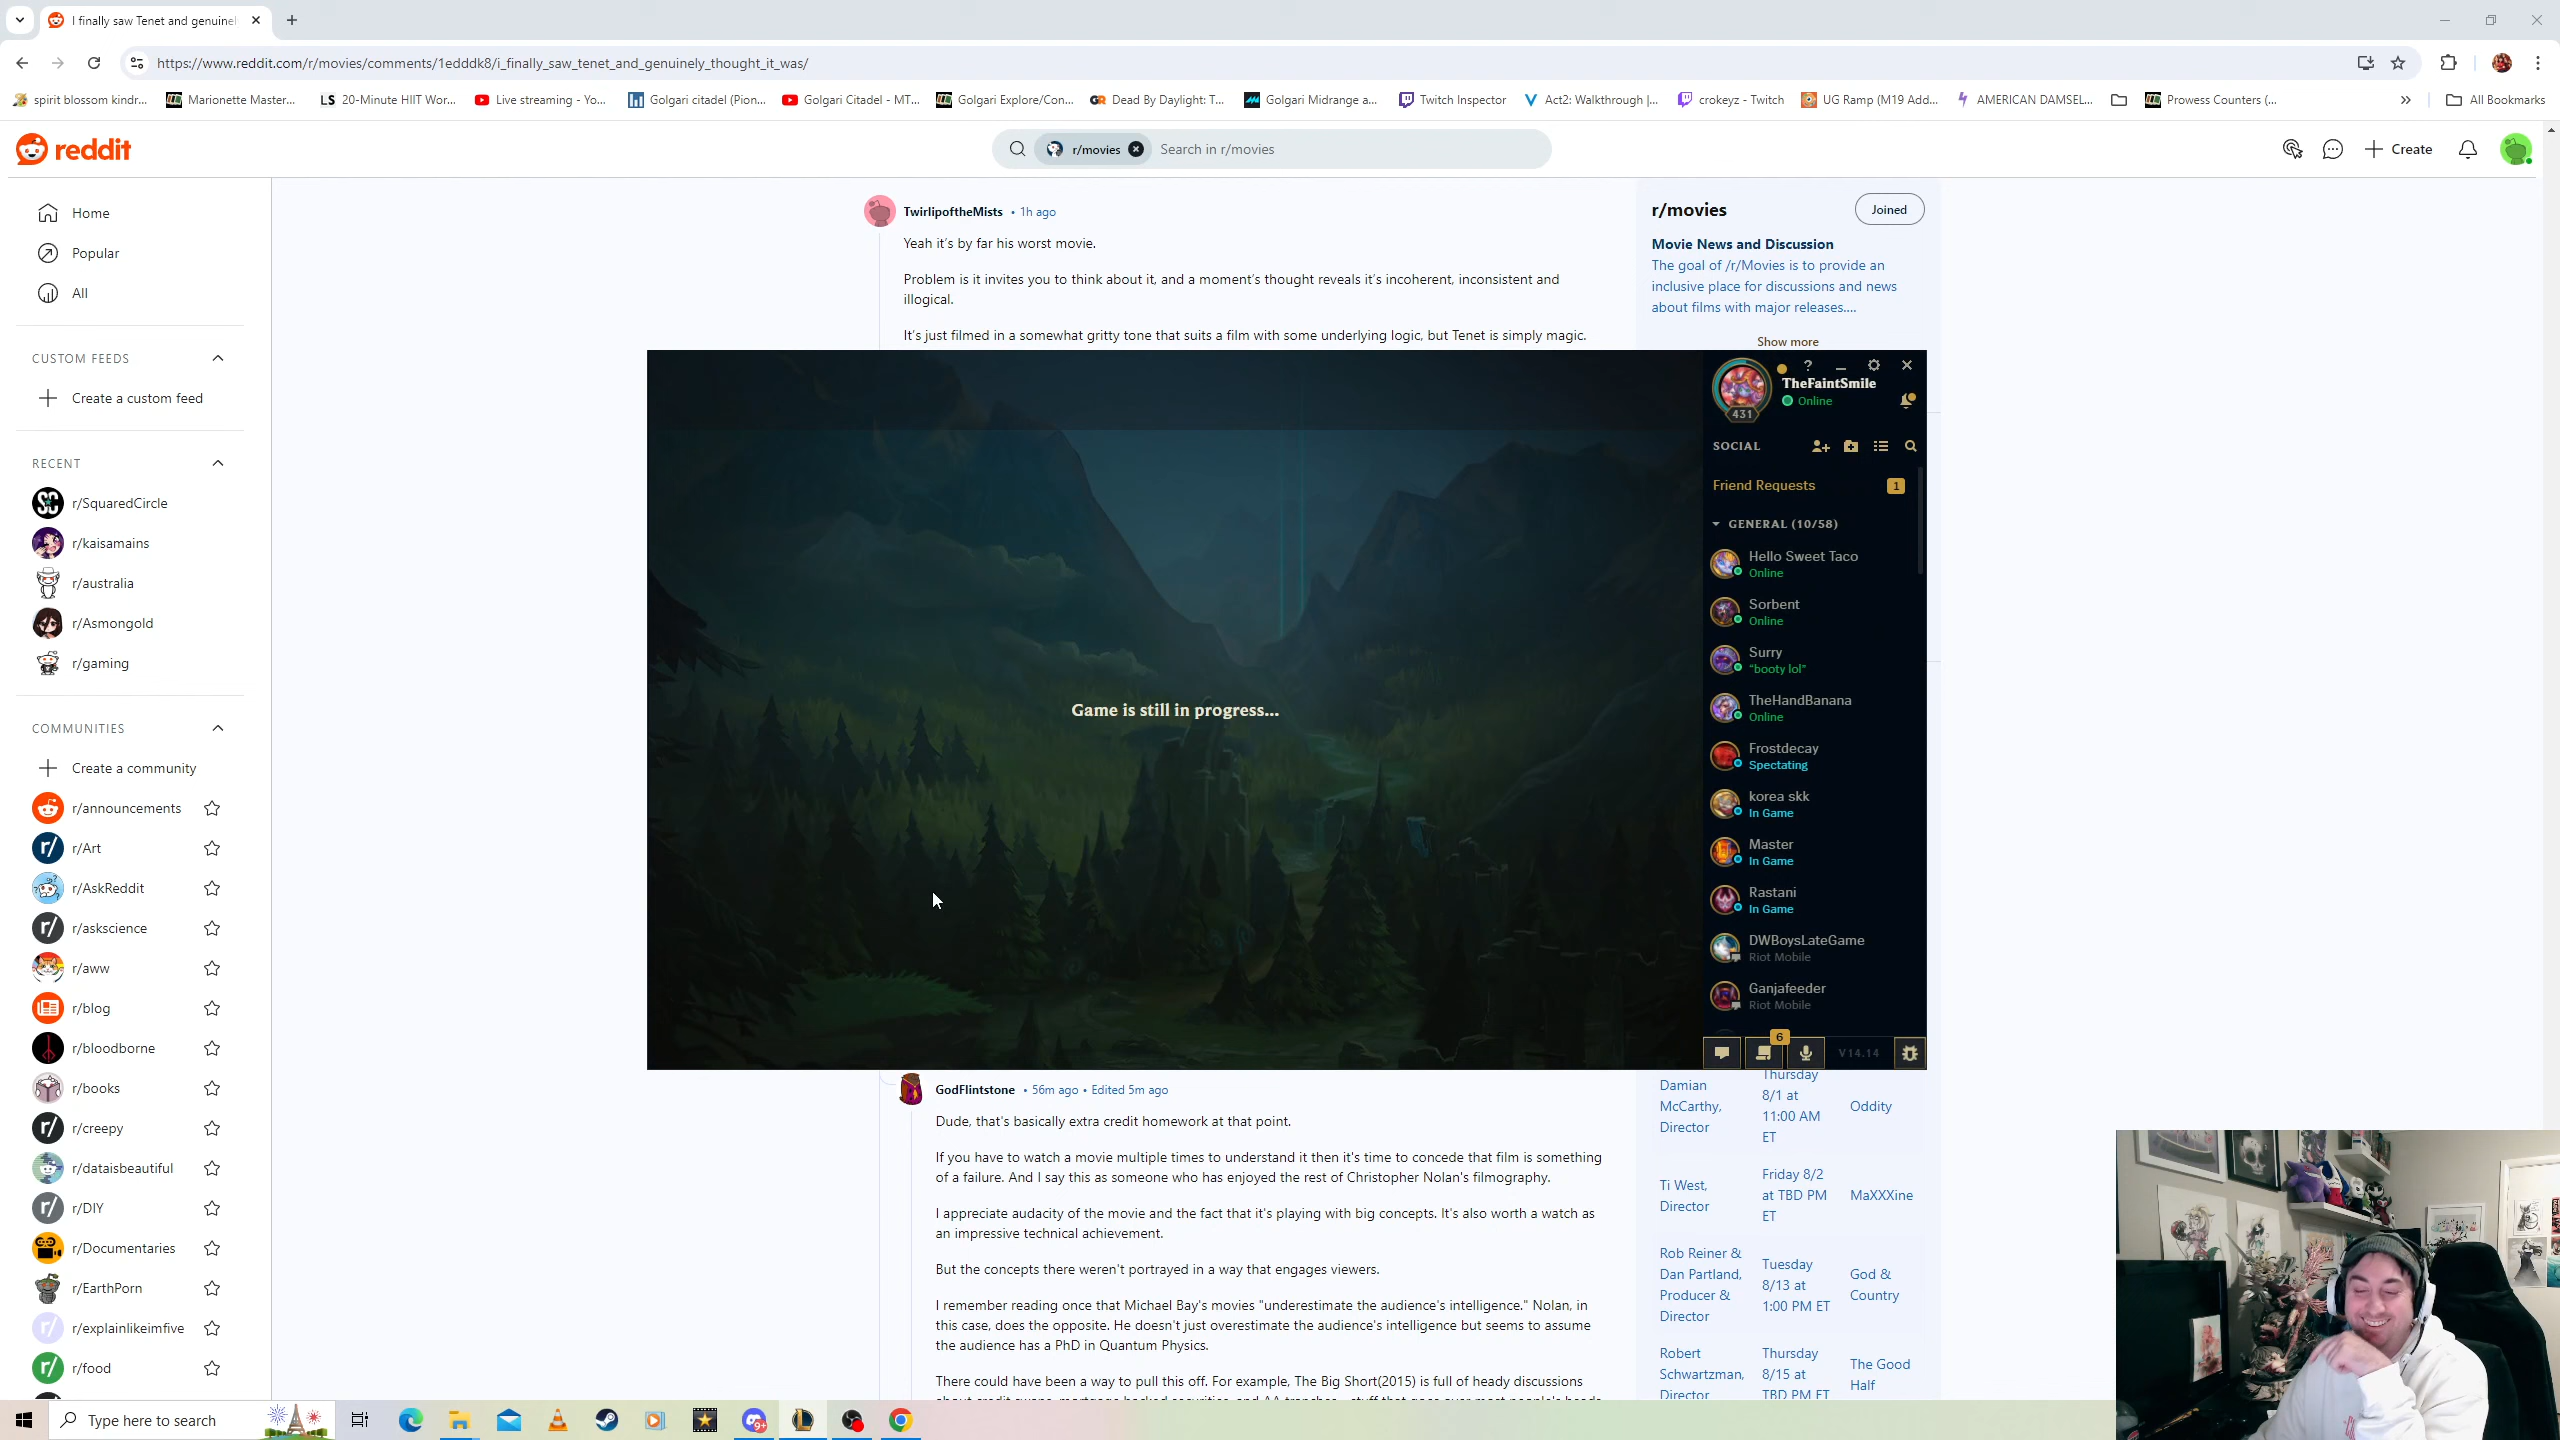 I finally saw Tenet and genuinel
https://www.reddit.com/r/movies/comments/1edddk8/i_finally_saw_tenet_and_genuinely_thought_it_was/
spirit blossom kindr...
Marionette Master...
LS 20-Minute HIIT Wor...
Live streaming - Yo...
Golgari citadel (Pion...
Golgari Citadel - MT...
Golgari Explore/Con...
Dead By Daylight: T...
Golgari Midrange a...
Twitch Inspector
Act2: Walkthrough |...
crokeyz - Twitch
UG Ramp (M19 Add...
AMERICAN DAMSEL...
Prowess Counters (...
»
All Bookmarks
reddit
r/movies
Search in r/movies
Create
Home
Popular
All
CUSTOM FEEDS
Create a custom feed
RECENT
r/SquaredCircle
r/kaisamains
r/australia
r/Asmongold
r/gaming
COMMUNITIES
Create a community
r/announcements
r/Art
r/AskReddit
r/askscience
r/aww
r/blog
r/bloodborne
r/books
r/creepy
r/dataisbeautiful
r/DIY
r/Documentaries
r/EarthPorn
r/explainlikeimfive
r/food
TwirlipoftheMists • 1h ago
Yeah it's by far his worst movie.
Problem is it invites you to think about it, and a moment's thought reveals it's incoherent, inconsistent and
illogical.
It's just filmed in a somewhat gritty tone that suits a film with some underlying logic, but Tenet is simply magic.
r/movies
Joined
Movie News and Discussion
The goal of /r/Movies is to provide an
inclusive place for discussions and news
about films with major releases....
Show more
Game is still in progress...
?
TheFaintSmile
Online
431
SOCIAL
Friend Requests
1
GENERAL (10/58)
Hello Sweet Taco
Online
Sorbent
Online
Surry
"booty lol"
TheHandBanana
Online
Frostdecay
Spectating
korea skk
In Game
Master
In Game
Rastani
In Game
DWBoysLateGame
Riot Mobile
Ganjafeeder
Riot Mobile
6
V14.14
GodFlintstone • 56m ago • Edited 5m ago
Dude, that's basically extra credit homework at that point.
If you have to watch a movie multiple times to understand it then it's time to concede that film is something
of a failure. And I say this as someone who has enjoyed the rest of Christopher Nolan's filmography.
I appreciate audacity of the movie and the fact that it's playing with big concepts. It's also worth a watch as
an impressive technical achievement.
But the concepts there weren't portrayed in a way that engages viewers.
I remember reading once that Michael Bay's movies "underestimate the audience's intelligence." Nolan, in
this case, does the opposite. He doesn't just overestimate the audience's intelligence but seems to assume
the audience has a PhD in Quantum Physics.
There could have been a way to pull this off. For example, The Big Short(2015) is full of heady discussions
Damian
McCarthy,
Director
Thursday
8/1 at
11:00 AM
ET
Oddity
Ti West,
Director
Friday 8/2
at TBD PM
ET
MaXXXine
Rob Reiner &
Dan Partland,
Producer &
Director
Tuesday
8/13 at
1:00 PM ET
God &
Country
Robert
Schwartzman,
Director
Thursday
8/15 at
TBD PM ET
The Good
Half
Type here to search
9+